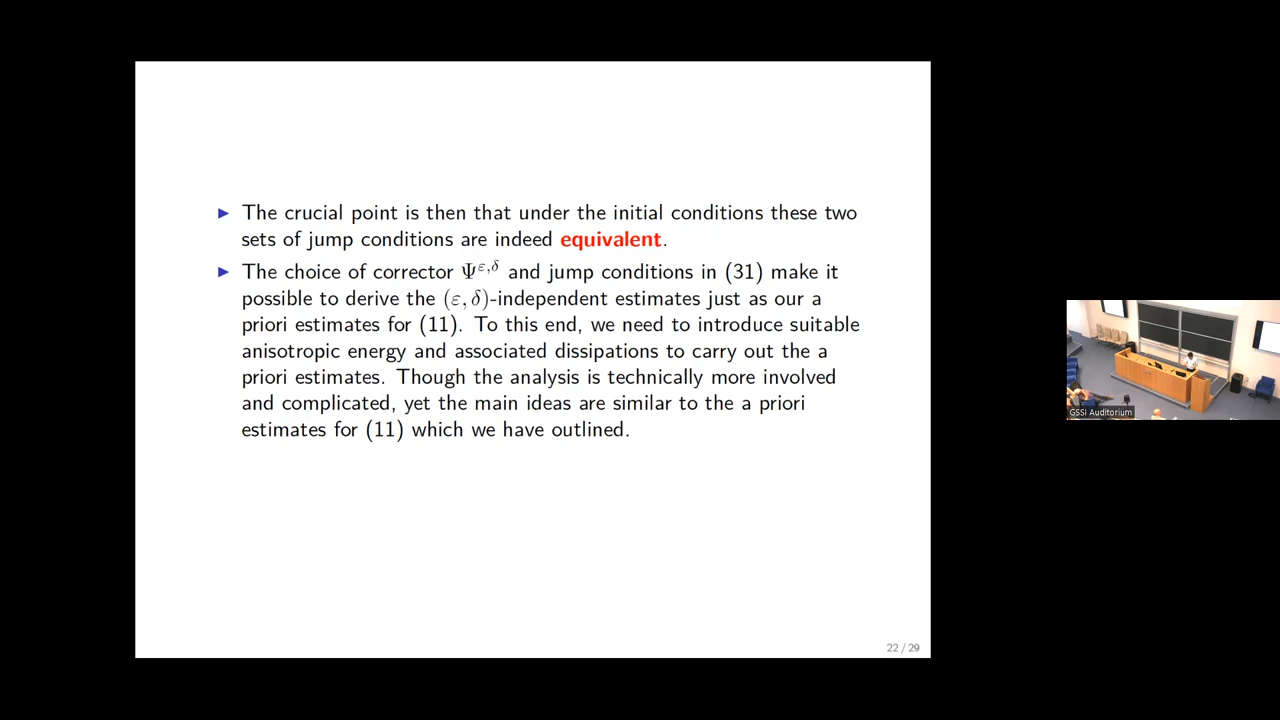 ▶ The crucial point is then that under the initial conditions these two
sets of jump conditions are indeed equivalent.
▶ The choice of corrector Ψ^{ε,δ} and jump conditions in (31) make it
possible to derive the (ε, δ)-independent estimates just as our a
priori estimates for (11). To this end, we need to introduce suitable
anisotropic energy and associated dissipations to carry out the a
priori estimates. Though the analysis is technically more involved
and complicated, yet the main ideas are similar to the a priori
estimates for (11) which we have outlined.
22 / 29
GSSI Auditorium